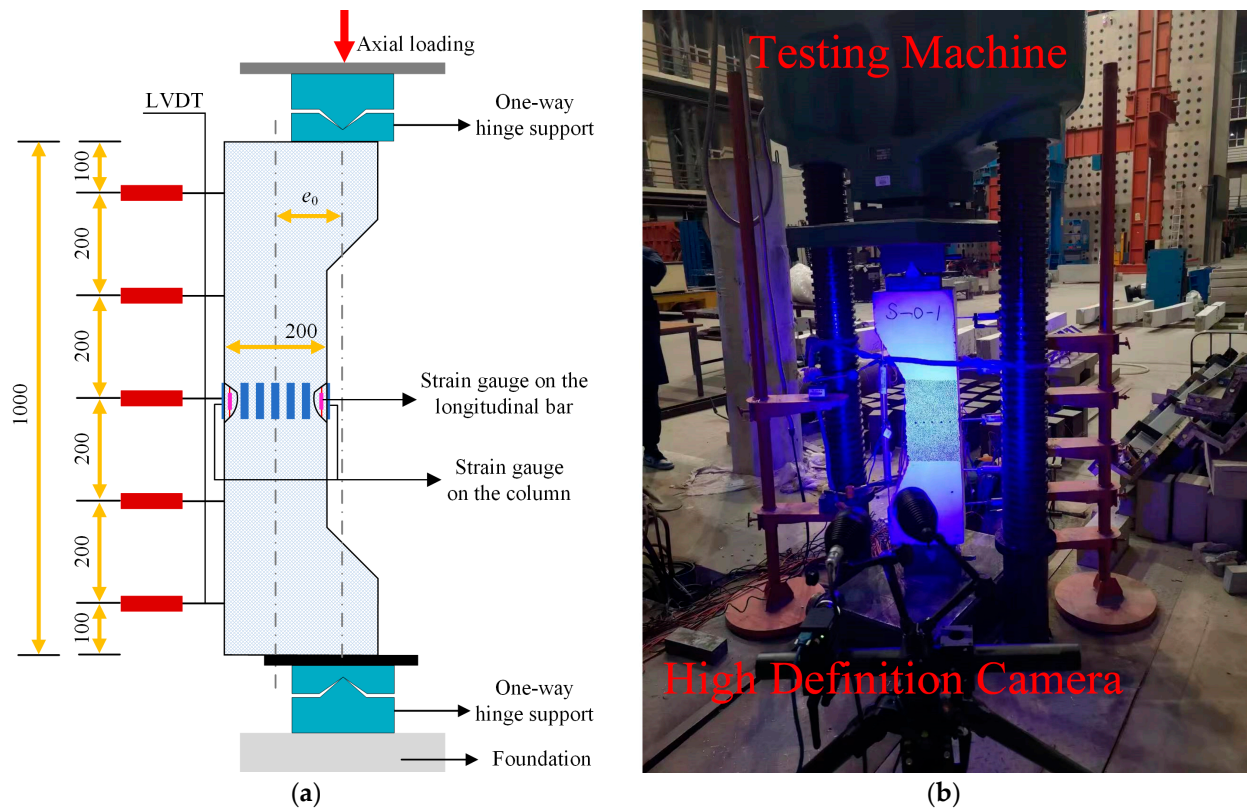 Axial loading
LVDT
One-way
hinge support
100
200
200
200
200
100
1000
e0
200
Strain gauge on the
longitudinal bar
Strain gauge
on the column
One-way
hinge support
Foundation
(a)
Testing Machine
S-0-1
High Definition Camera
(b)